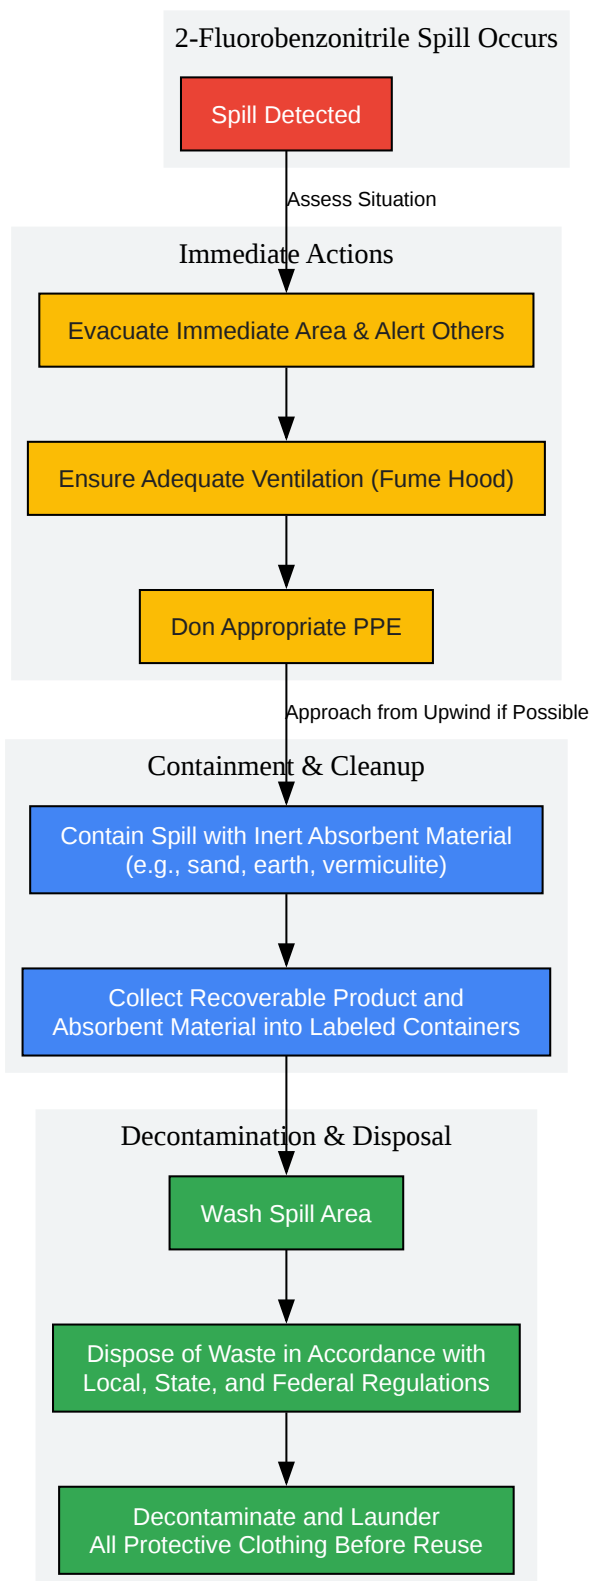 2-Fluorobenzonitrile Spill Occurs
Spill Detected
Assess Situation
Immediate Actions
Evacuate Immediate Area & Alert Others
Ensure Adequate Ventilation (Fume Hood)
Don Appropriate PPE
Approach from Upwind if Possible
Containment & Cleanup
Contain Spill with Inert Absorbent Material
(e.g., sand, earth, vermiculite)
Collect Recoverable Product and
Absorbent Material into Labeled Containers
Decontamination & Disposal
Wash Spill Area
Dispose of Waste in Accordance with
Local, State, and Federal Regulations
Decontaminate and Launder
All Protective Clothing Before Reuse